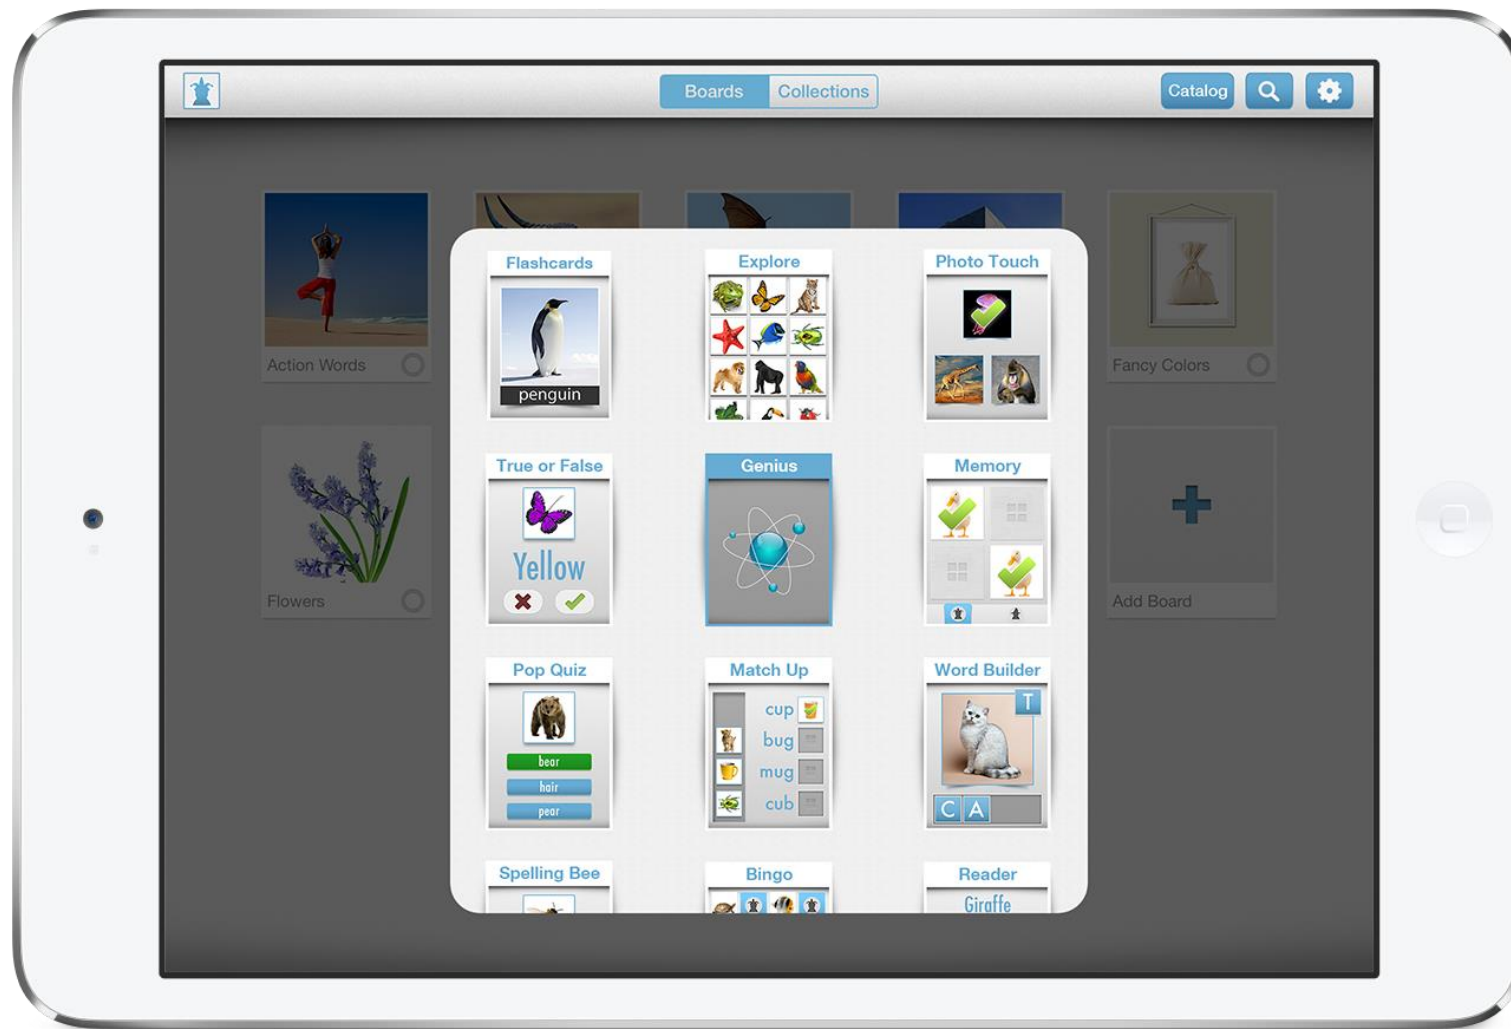 Boards Collections
Catalog
Action Words
Fancy Colors
Flowers
Add Board
Flashcards
penguin
Explore
Photo Touch
True or False
Yellow
Genius
Memory
Pop Quiz
bear
hair
pear
Match Up
cup
bug
mug
cub
Word Builder
T
C A
Spelling Bee
Bingo
Reader
Giraffe